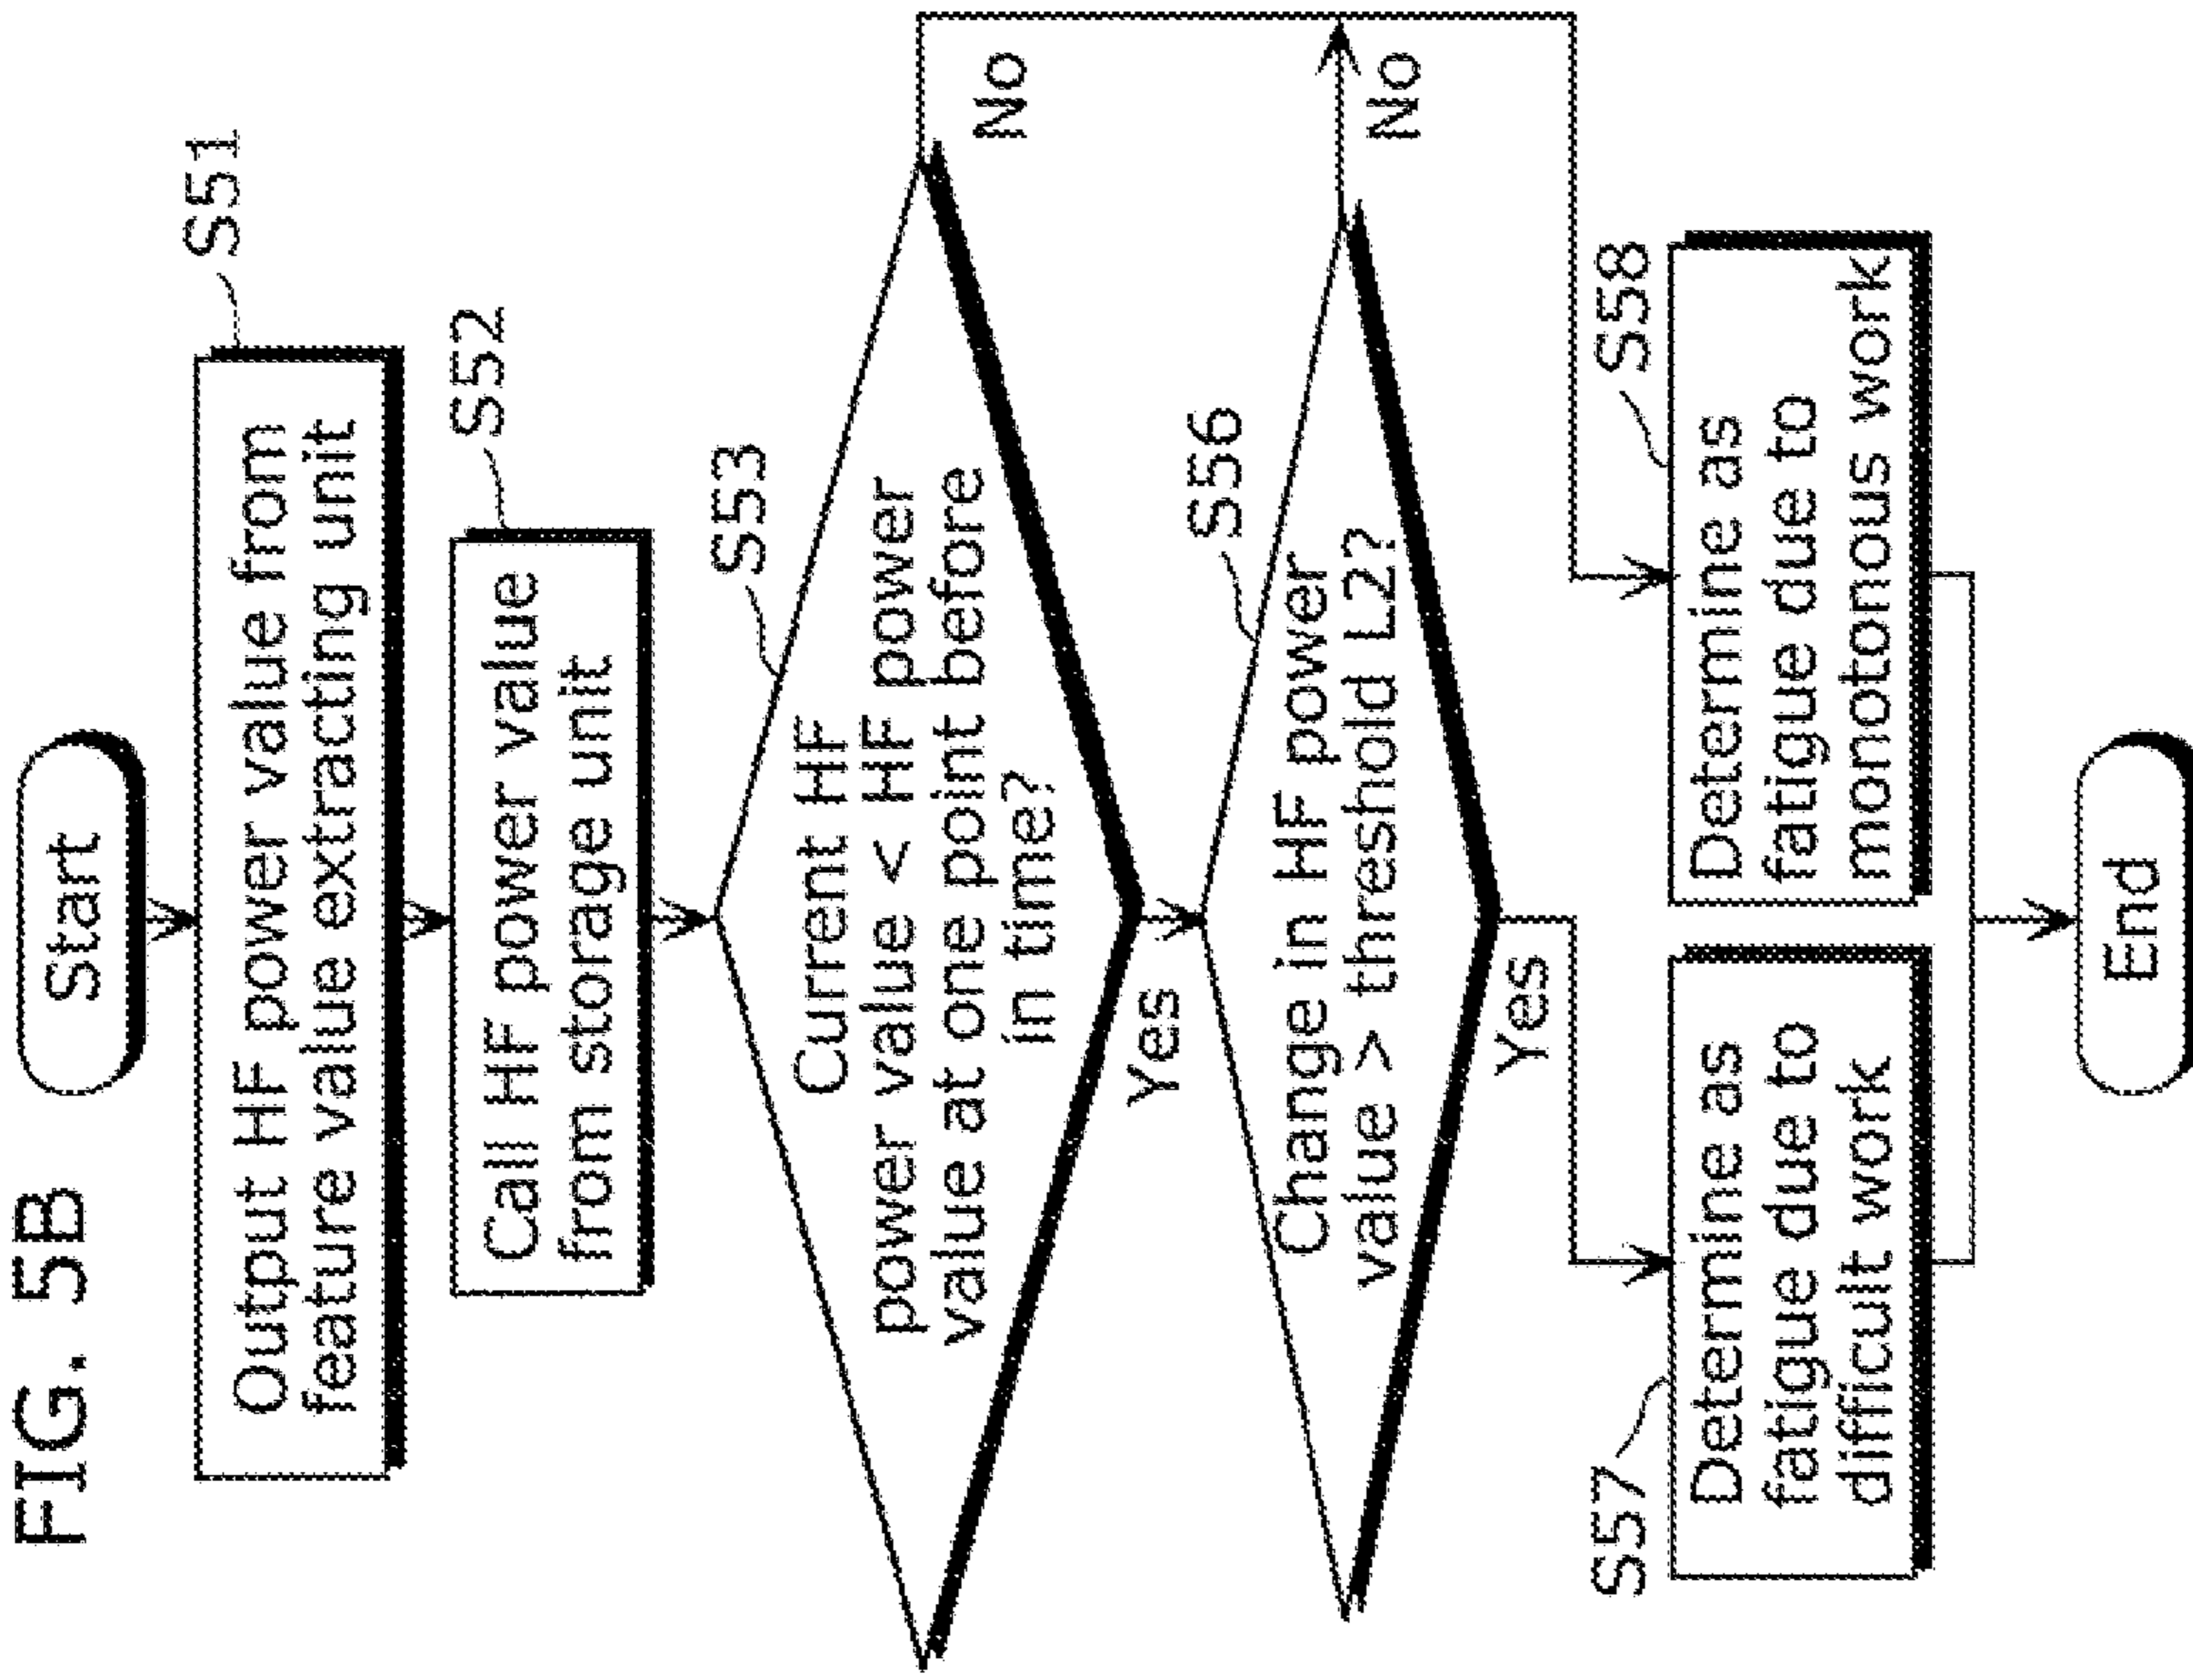 FIG. 5B
Start
S51
Output HF power value from
feature value extracting unit
S52
Call HF power value
from storage unit
S53
Current HF
power value < HF power
value at one point before
in time?
No
Yes
S56
Change in HF power
value > threshold L2?
No
Yes
S57
Determine as
fatigue due to
difficult work
S58
Determine as
fatigue due to
monotonous work
End